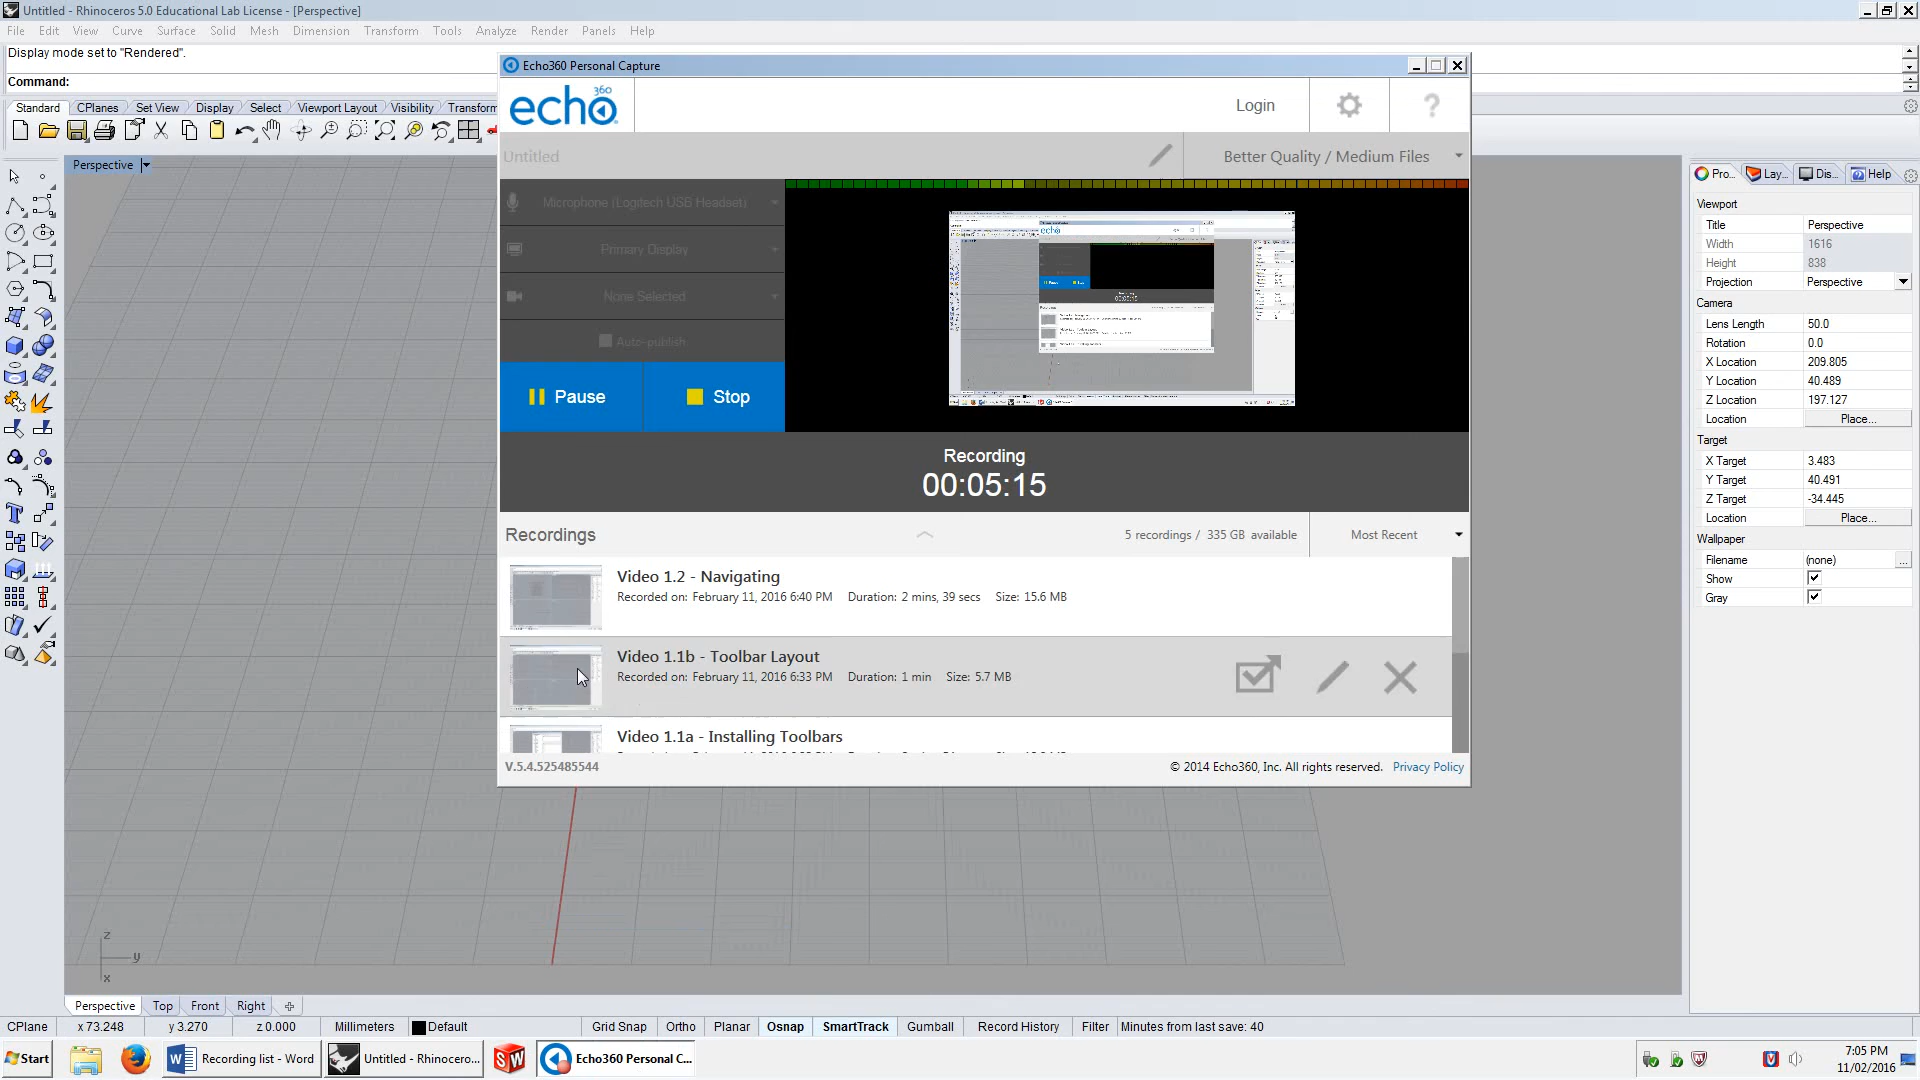 Untitled - Rhinoceros 5.0 Educational Lab License - [Perspective]
File Edit View Curve Surface Solid Mesh Dimension Transform Tools Analyze Render Panels Help
Display mode set to "Rendered".
Command:
Standard CPlanes Set View Display Select Viewport Layout Visibility Transform
Perspective
Echo360 Personal Capture
echo 360
Login
?
Untitled
Better Quality / Medium Files
Microphone (Logitech USB Headset)
Primary Display
None Selected
Auto-publish
Pause Stop
Recording
00:05:15
Recordings
5 recordings / 335 GB available
Most Recent
Video 1.2 - Navigating
Recorded on: February 11, 2016 6:40 PM Duration: 2 mins, 39 secs Size: 15.6 MB
Video 1.1b - Toolbar Layout
Recorded on: February 11, 2016 6:33 PM Duration: 1 min Size: 5.7 MB
Video 1.1a - Installing Toolbars
V.5.4.525485544
© 2014 Echo360, Inc. All rights reserved. Privacy Policy
Pro... Lay... Dis... Help
Viewport
Title Perspective
Width 1616
Height 838
Projection Perspective
Camera
Lens Length 50.0
Rotation 0.0
X Location 209.805
Y Location 40.489
Z Location 197.127
Location Place...
Target
X Target 3.483
Y Target 40.491
Z Target -34.445
Location Place...
Wallpaper
Filename (none) ...
Show
Gray
z
y
x
Perspective Top Front Right
CPlane x 73.248 y 3.270 z 0.000 Millimeters Default Grid Snap Ortho Planar Osnap SmartTrack Gumball Record History Filter Minutes from last save: 40
Start Recording list - Word Untitled - Rhinocero... SW Echo360 Personal C...
7:05 PM
11/02/2016